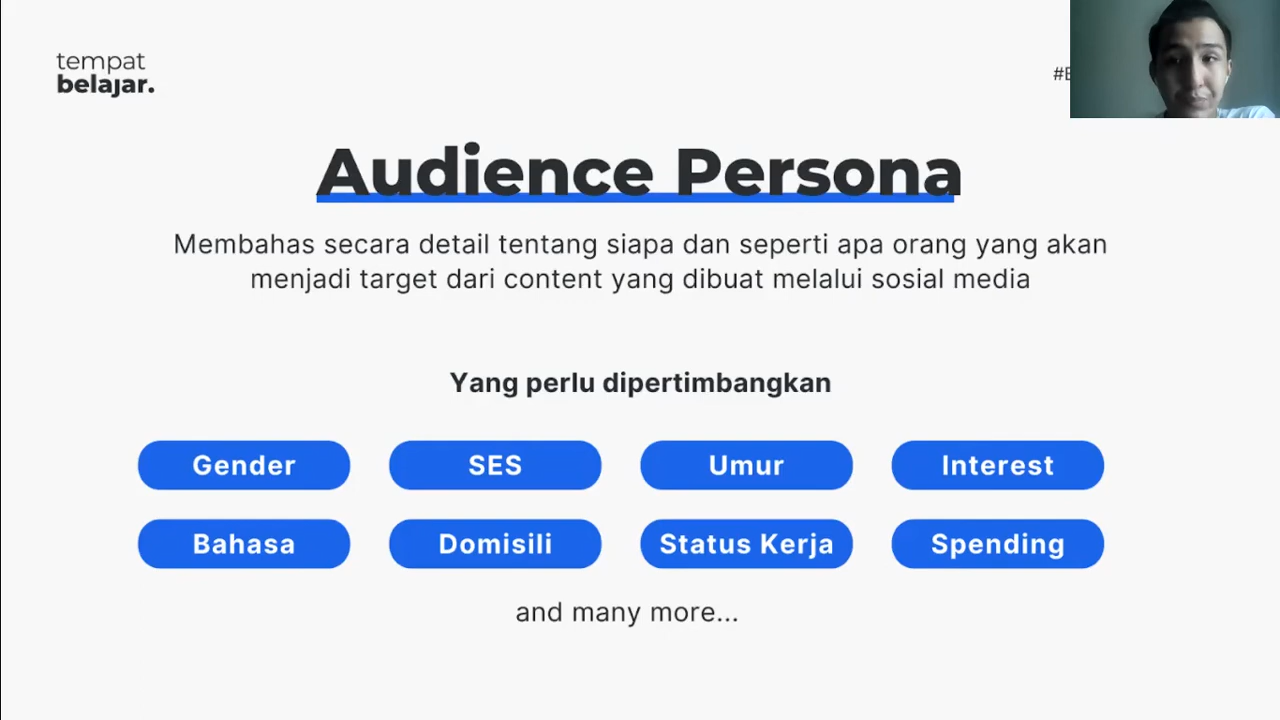 tempat
belajar.
Audience Persona
Membahas secara detail tentang siapa dan seperti apa orang yang akan
menjadi target dari content yang dibuat melalui sosial media
Yang perlu dipertimbangkan
Gender SES Umur Interest
Bahasa Domisili Status Kerja Spending
and many more...